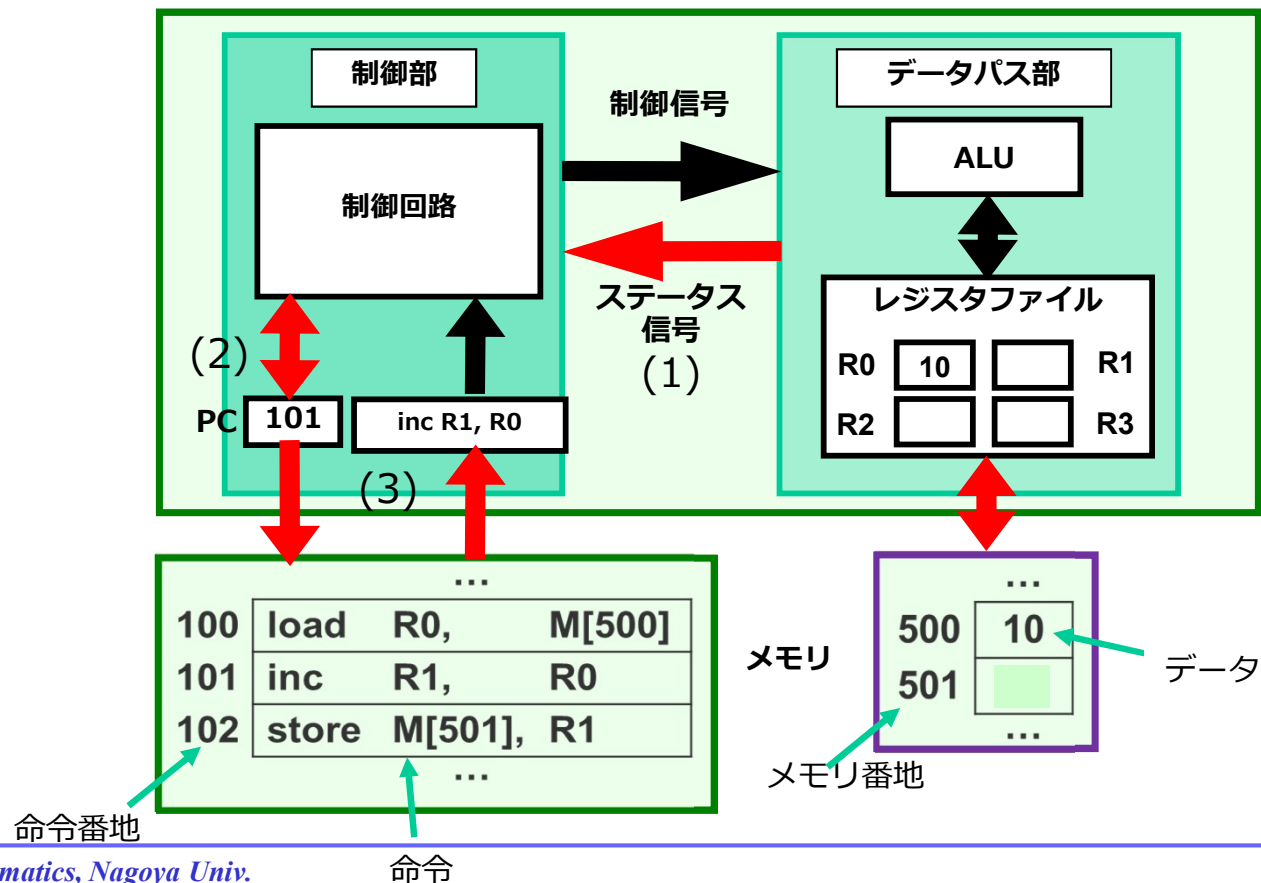 制御部
データパス部
制御信号
ALU
制御回路
ステータス
信号
(1)
レジスタファイル
R0 10 R1
R2 R3
(2)
PC 101
inc R1, R0
(3)
…
100 load R0, M[500]
101 inc R1, R0
102 store M[501], R1
…
メモリ
…
500 10
501
…
データ
メモリ番地
命令番地
命令
matics, Nagoya Univ.